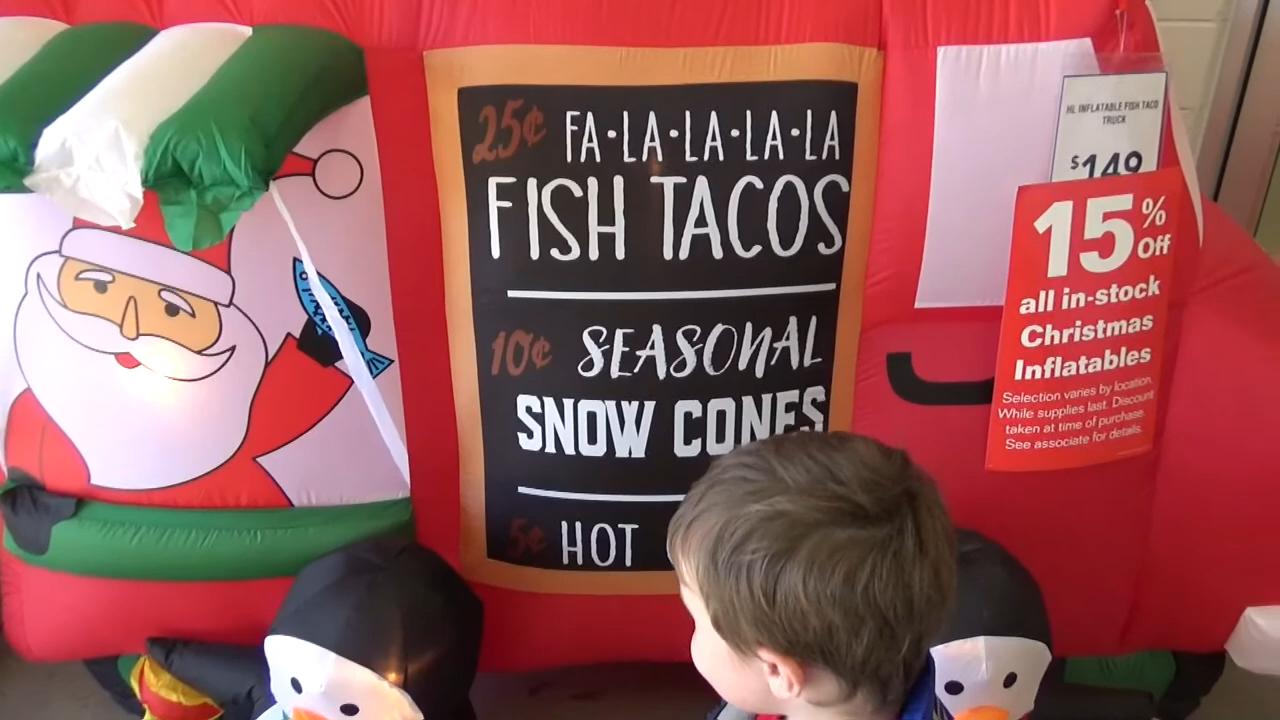 25¢ FA·LA·LA·LA·LA
FISH TACOS
10¢ SEASONAL
SNOW CONES
5¢ HOT
HL INFLATABLE FISH TACO
TRUCK
$149
15% Off
all in-stock
Christmas
Inflatables
Selection varies by location.
While supplies last. Discount
taken at time of purchase.
See associate for details.